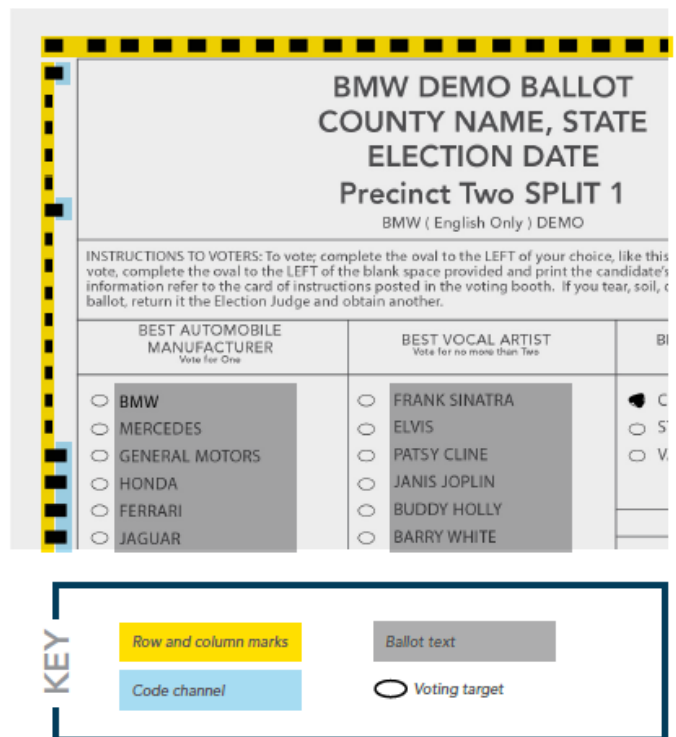 BMW DEMO BALLOT
COUNTY NAME, STATE
ELECTION DATE
Precinct Two SPLIT 1
BMW ( English Only ) DEMO
INSTRUCTIONS TO VOTERS: To vote; complete the oval to the LEFT of your choice, like this
vote, complete the oval to the LEFT of the blank space provided and print the candidate's
information refer to the card of instructions posted in the voting booth. If you tear, soil,
ballot, return it the Election Judge and obtain another.
BEST AUTOMOBILE
MANUFACTURER
Vote for One
BMW
MERCEDES
GENERAL MOTORS
HONDA
FERRARI
JAGUAR
BEST VOCAL ARTIST
Vote for no more than Two
FRANK SINATRA
ELVIS
PATSY CLINE
JANIS JOPLIN
BUDDY HOLLY
BARRY WHITE
KEY
Row and column marks
Code channel
Ballot text
Voting target